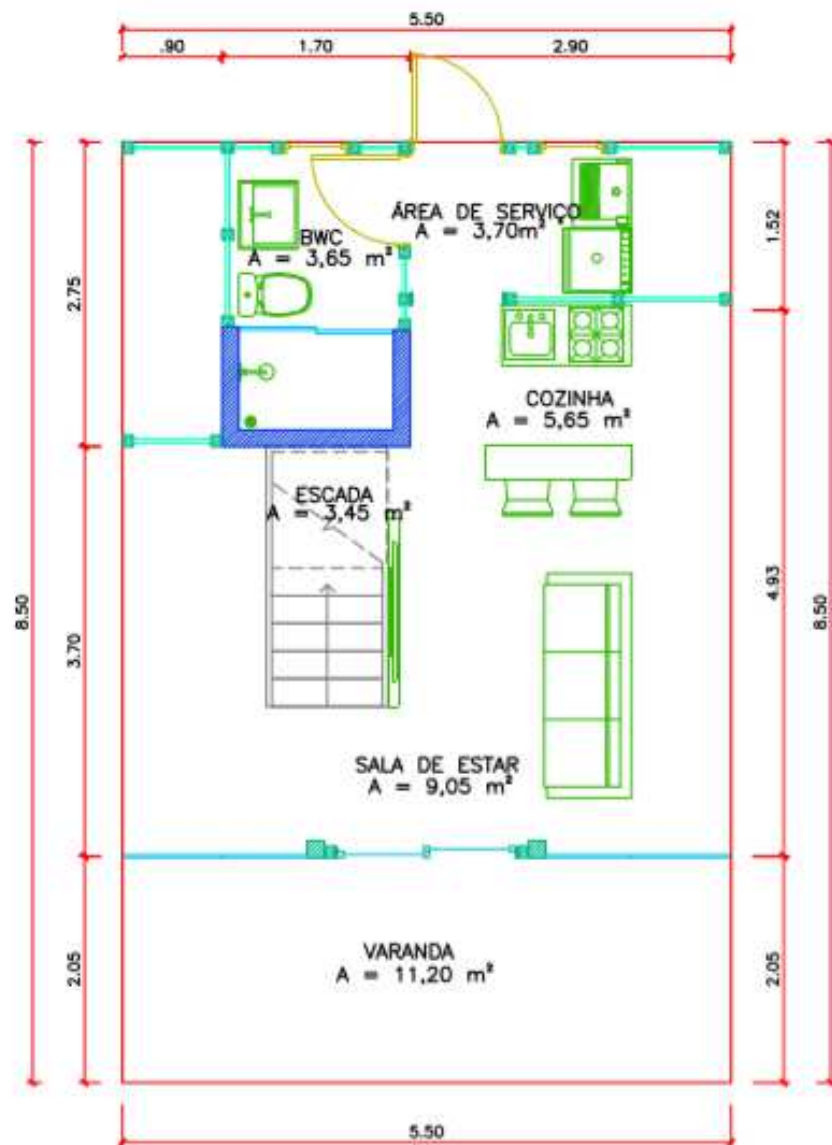 5.50
.90
1.70
2.90
ÁREA DE SERVIÇO
A = 3,70m²
BWC
A = 3,65 m²
1.52
2.75
COZINHA
A = 5,65 m²
ESCADA
A = 3,45 m²
8.50
3.70
4.93
8.50
SALA DE ESTAR
A = 9,05 m²
VARANDA
A = 11,20 m²
2.05
2.05
5.50